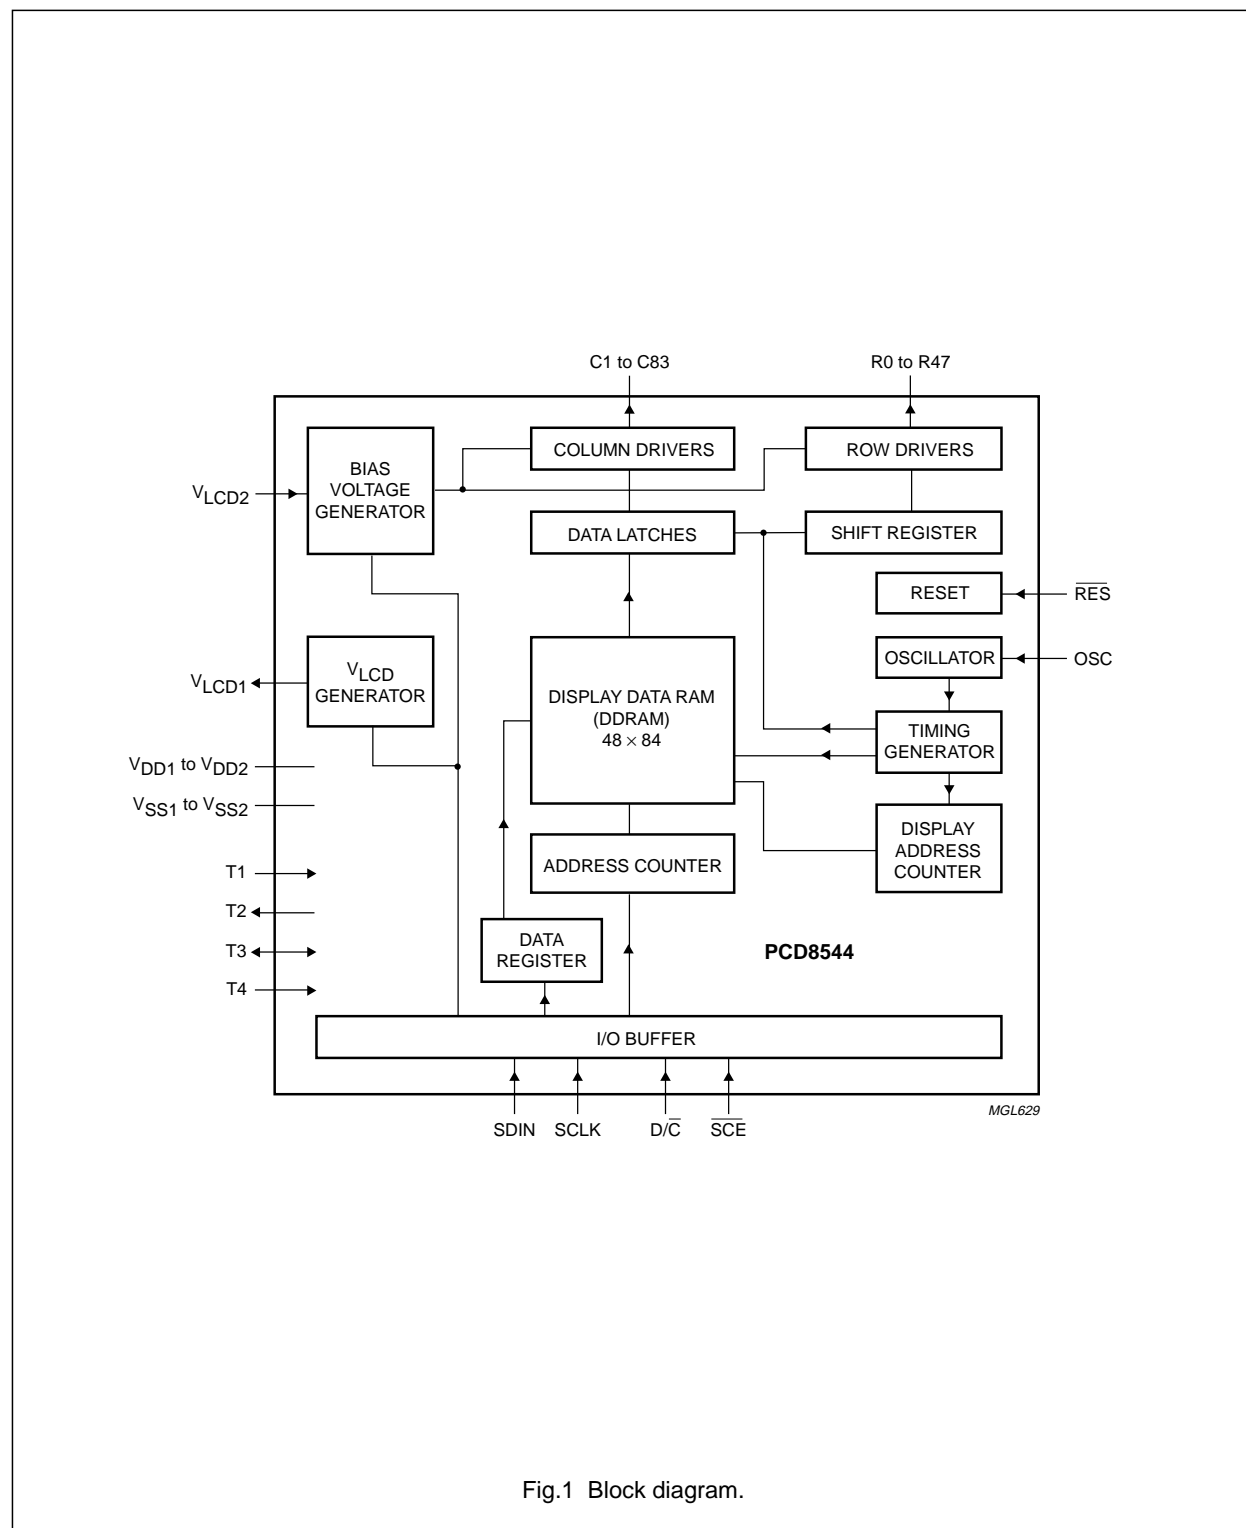 C1 to C83
R0 to R47
BIAS
VOLTAGE
GENERATOR
COLUMN DRIVERS
ROW DRIVERS
VLCD2
DATA LATCHES
SHIFT REGISTER
RESET
RES
VLCD
GENERATOR
OSCILLATOR
OSC
VLCD1
DISPLAY DATA RAM
(DDRAM)
48 × 84
TIMING
GENERATOR
VDD1 to VDD2
VSS1 to VSS2
DISPLAY
ADDRESS
COUNTER
ADDRESS COUNTER
T1
T2
DATA
REGISTER
PCD8544
T3
T4
I/O BUFFER
MGL629
SDIN
SCLK
D/C
SCE
Fig.1 Block diagram.